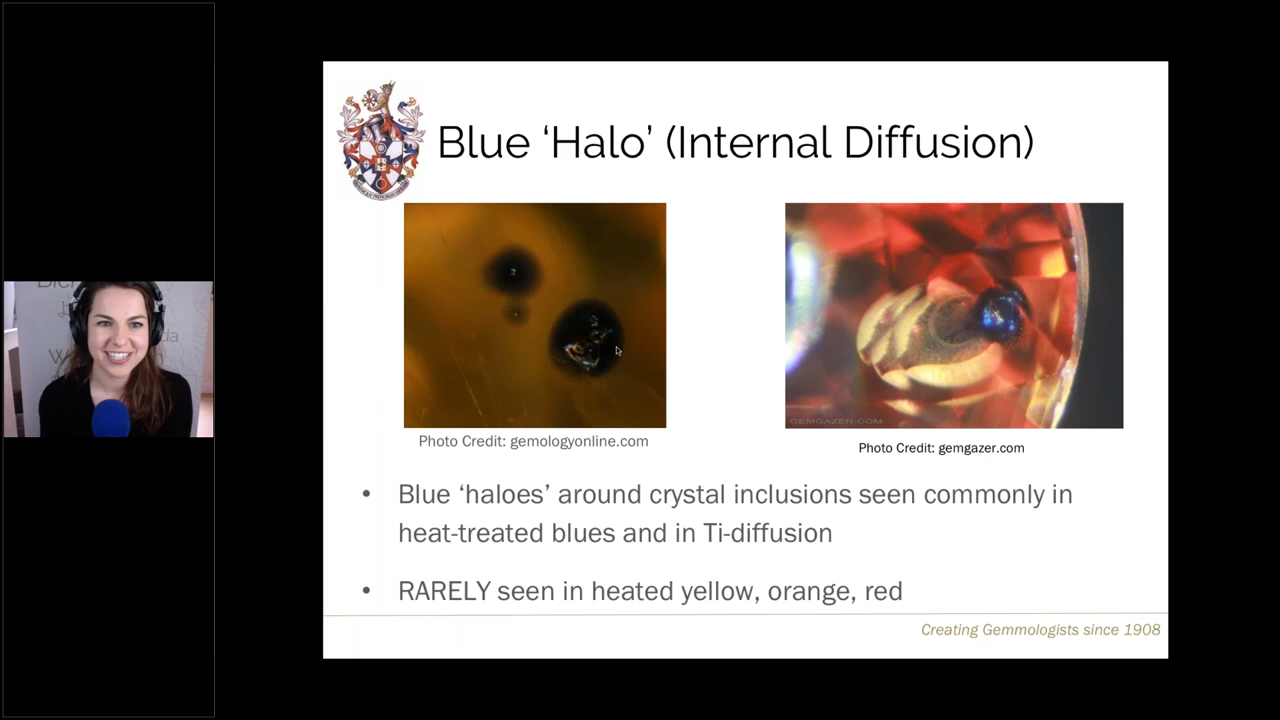 Blue ‘Halo’ (Internal Diffusion)
GEMGAZER.COM
Photo Credit: gemologyonline.com
Photo Credit: gemgazer.com
• Blue ‘haloes’ around crystal inclusions seen commonly in
heat-treated blues and in Ti-diffusion
• RARELY seen in heated yellow, orange, red
Creating Gemmologists since 1908